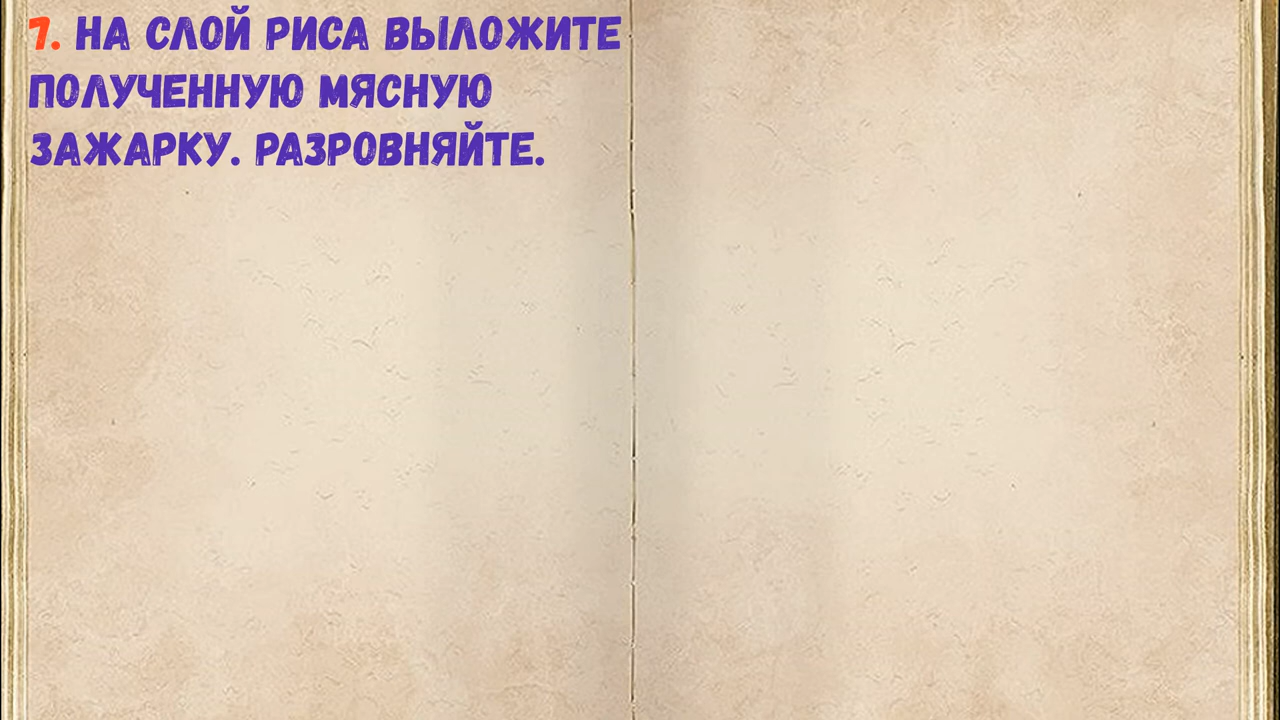 7. НА СЛОЙ РИСА ВЫЛОЖИТЕ
ПОЛУЧЕННУЮ МЯСНУЮ
ЗАЖАРКУ. РАЗРОВНЯЙТЕ.